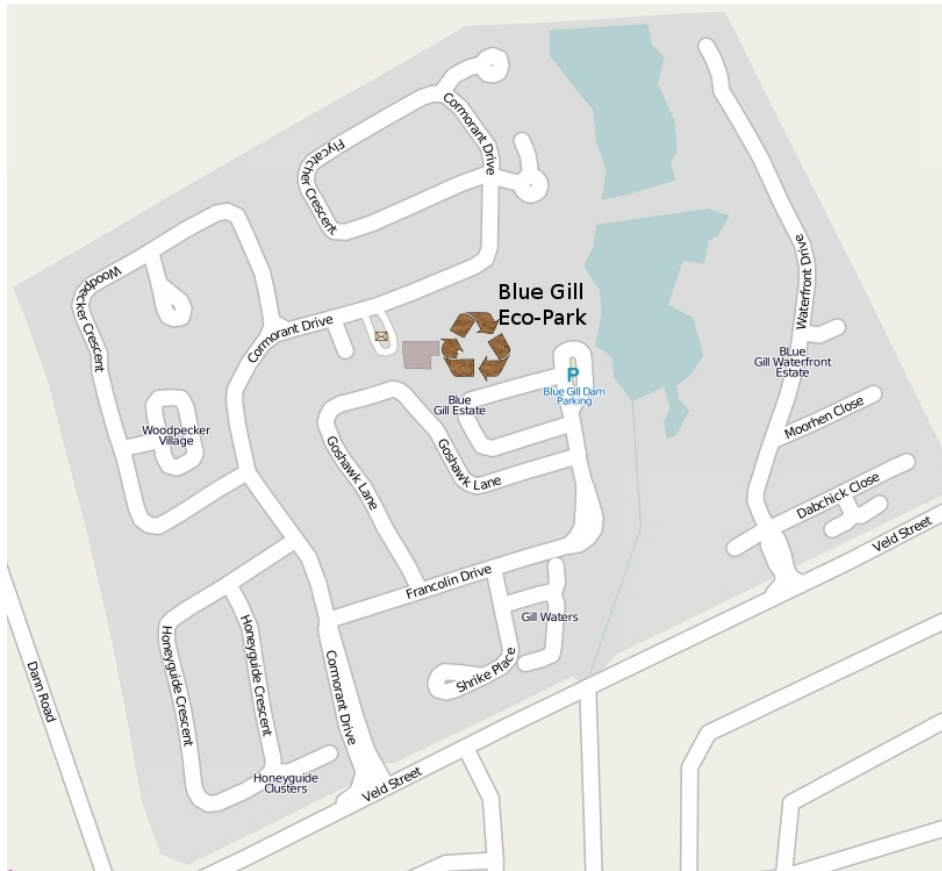 Cormorant Drive
Flycatcher Crescent
Woodpecker Crescent
Waterfront Drive
Blue Gill
Eco-Park
Cormorant Drive
BLue
Gill Waterfront
Estate
P
Blue Gill Dam
Parking
Blue
Gill Estate
Moorhen Close
Woodpecker
Village
Goshawk Lane
Goshawk Lane
Dabchick Close
Veld Street
Francolin Drive
Gill Waters
Honeyguide Crescent
Honeyguide Crescent
Cormorant Drive
Shrike Place
Dann Road
Honeyguide
Clusters
Veld Street